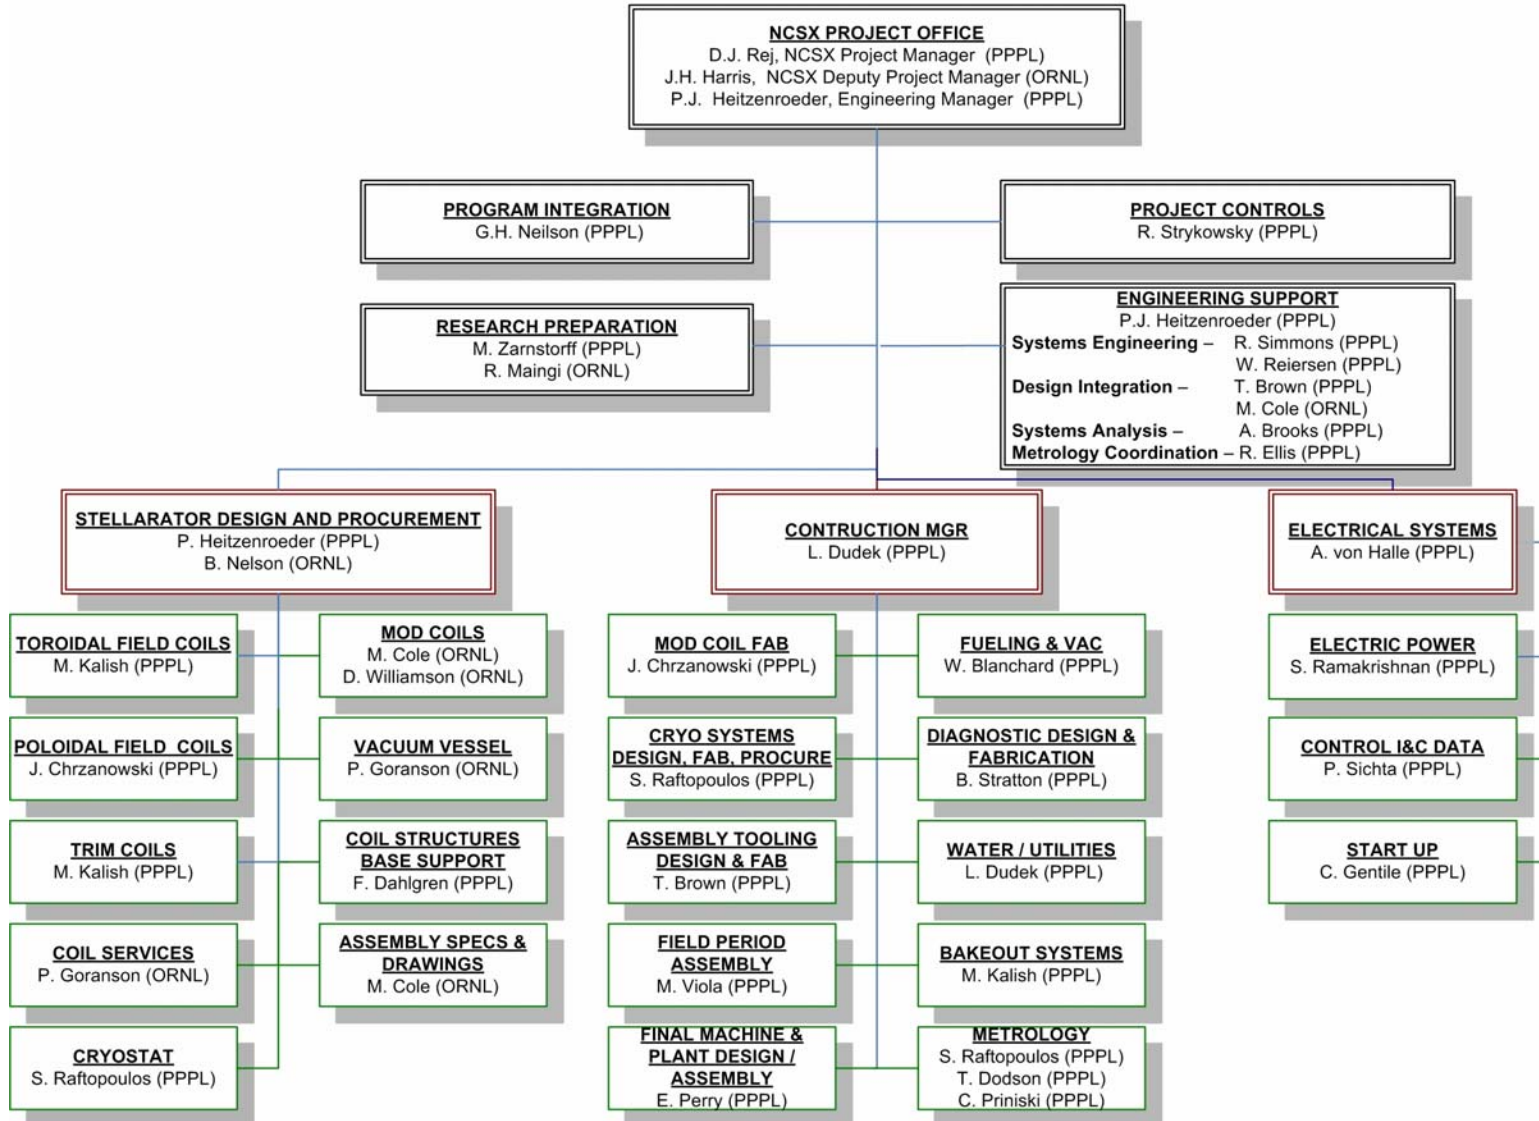 NCSX PROJECT OFFICE
D.J. Rej, NCSX Project Manager (PPPL)
J.H. Harris, NCSX Deputy Project Manager (ORNL)
P.J. Heitzenroeder, Engineering Manager (PPPL)
PROGRAM INTEGRATION
G.H. Neilson (PPPL)
PROJECT CONTROLS
R. Strykowsky (PPPL)
RESEARCH PREPARATION
M. Zarnstorff (PPPL)
R. Maingi (ORNL)
ENGINEERING SUPPORT
P.J. Heitzenroeder (PPPL)
Systems Engineering – R. Simmons (PPPL)
W. Reiersen (PPPL)
Design Integration – T. Brown (PPPL)
M. Cole (ORNL)
Systems Analysis – A. Brooks (PPPL)
Metrology Coordination – R. Ellis (PPPL)
STELLARATOR DESIGN AND PROCUREMENT
P. Heitzenroeder (PPPL)
B. Nelson (ORNL)
CONTRUCTION MGR
L. Dudek (PPPL)
ELECTRICAL SYSTEMS
A. von Halle (PPPL)
TOROIDAL FIELD COILS
M. Kalish (PPPL)
MOD COILS
M. Cole (ORNL)
D. Williamson (ORNL)
POLOIDAL FIELD COILS
J. Chrzanowski (PPPL)
VACUUM VESSEL
P. Goranson (ORNL)
TRIM COILS
M. Kalish (PPPL)
COIL STRUCTURES
BASE SUPPORT
F. Dahlgren (PPPL)
COIL SERVICES
P. Goranson (ORNL)
ASSEMBLY SPECS &
DRAWINGS
M. Cole (ORNL)
CRYOSTAT
S. Raftopoulos (PPPL)
MOD COIL FAB
J. Chrzanowski (PPPL)
FUELING & VAC
W. Blanchard (PPPL)
CRYO SYSTEMS
DESIGN, FAB, PROCURE
S. Raftopoulos (PPPL)
DIAGNOSTIC DESIGN &
FABRICATION
B. Stratton (PPPL)
ASSEMBLY TOOLING
DESIGN & FAB
T. Brown (PPPL)
WATER / UTILITIES
L. Dudek (PPPL)
FIELD PERIOD
ASSEMBLY
M. Viola (PPPL)
BAKEOUT SYSTEMS
M. Kalish (PPPL)
FINAL MACHINE &
PLANT DESIGN /
ASSEMBLY
E. Perry (PPPL)
METROLOGY
S. Raftopoulos (PPPL)
T. Dodson (PPPL)
C. Priniski (PPPL)
ELECTRIC POWER
S. Ramakrishnan (PPPL)
CONTROL I&C DATA
P. Sichta (PPPL)
START UP
C. Gentile (PPPL)